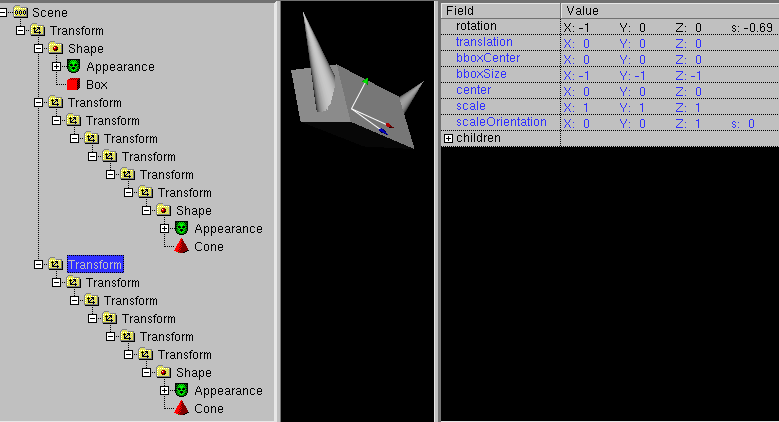 Scene
Transform
Shape
Appearance
Box
Transform
Transform
Transform
Transform
Transform
Transform
Shape
Appearance
Cone
Transform
Transform
Transform
Transform
Transform
Transform
Shape
Appearance
Cone
Field Value
rotation X: -1 Y: 0 Z: 0 s: -0.69
translation X: 0 Y: 0 Z: 0
bboxCenter X: 0 Y: 0 Z: 0
bboxSize X: -1 Y: -1 Z: -1
center X: 0 Y: 0 Z: 0
scale X: 1 Y: 1 Z: 1
scaleOrientation X: 0 Y: 0 Z: 1 s: 0
children